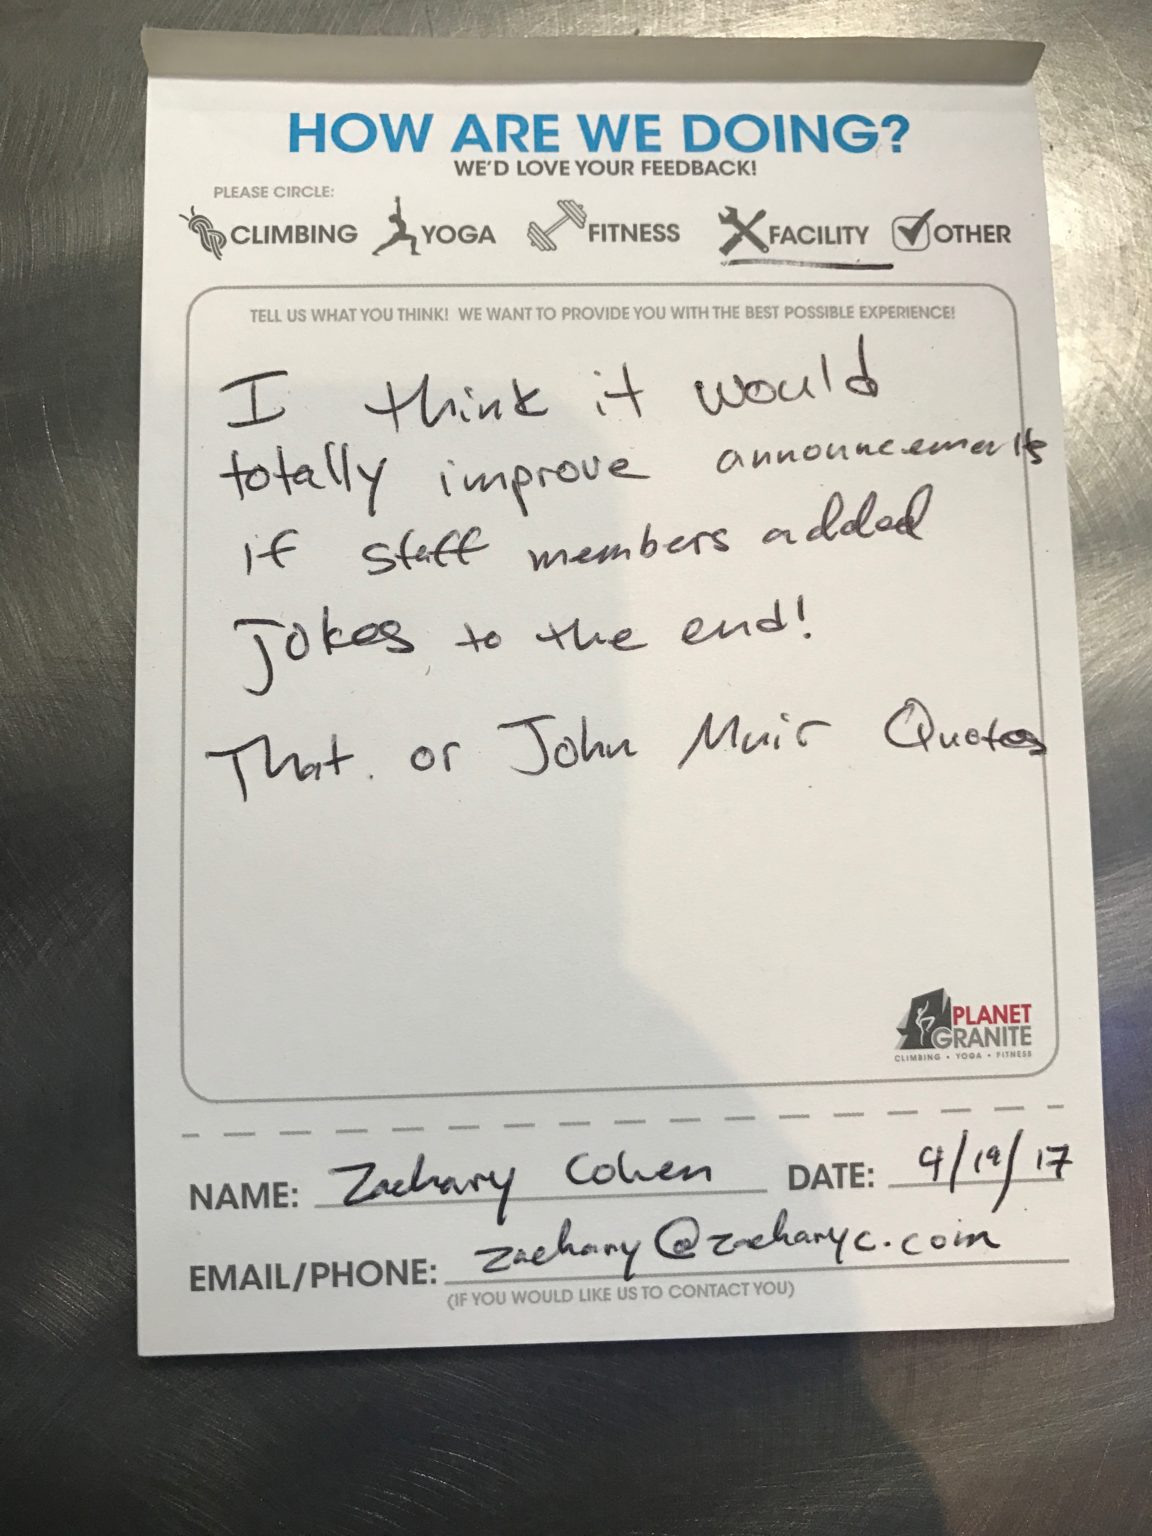 HOW ARE WE DOING?
WE'D LOVE YOUR FEEDBACK!
PLEASE CIRCLE:
CLIMBING YOGA FITNESS FACILITY OTHER
TELL US WHAT YOU THINK! WE WANT TO PROVIDE YOU WITH THE BEST POSSIBLE EXPERIENCE!
I think it would
totally improve announcements
if staff members added
jokes to the end!
That. or John Muir Quotes
PLANET
GRANITE
CLIMBING • YOGA • FITNESS
NAME: Zachary Cohen DATE: 9/19/17
EMAIL/PHONE: zachary@zacharyc.com
(IF YOU WOULD LIKE US TO CONTACT YOU)